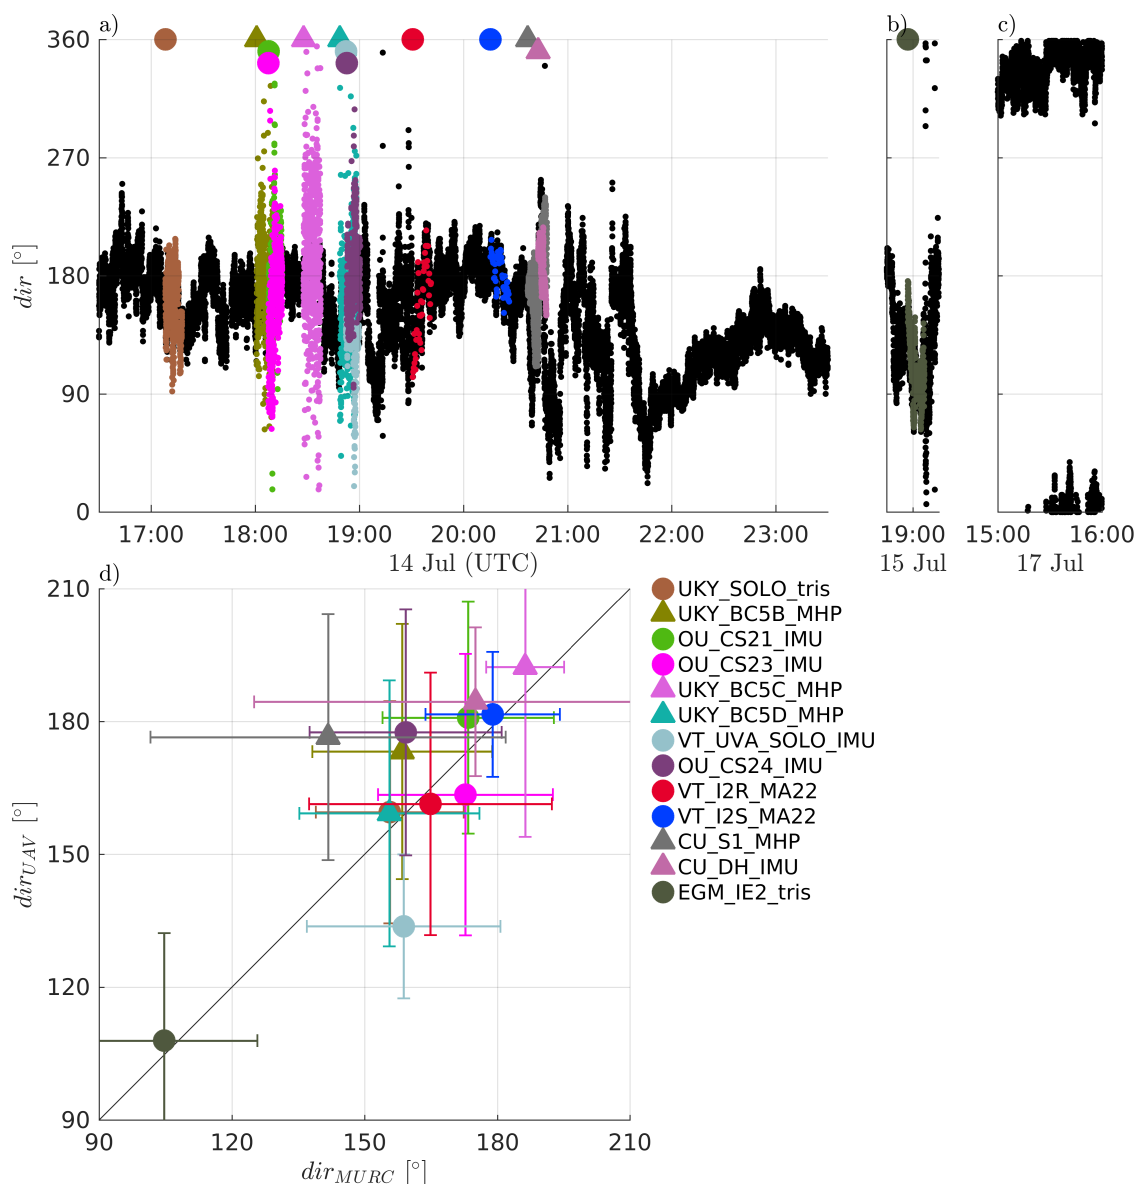 a)
b)
c)
360
270
180
90
0
dir [°]
17:00 18:00 19:00 20:00 21:00 22:00 23:00 19:00 15:00 16:00
14 Jul (UTC) 15 Jul 17 Jul
d)
210
180
150
120
90
dir_UAV [°]
90 120 150 180 210
dir_MURC [°]
UKY_SOLO_tris
UKY_BC5B_MHP
OU_CS21_IMU
OU_CS23_IMU
UKY_BC5C_MHP
UKY_BC5D_MHP
VT_UVA_SOLO_IMU
OU_CS24_IMU
VT_I2R_MA22
VT_I2S_MA22
CU_S1_MHP
CU_DH_IMU
EGM_IE2_tris